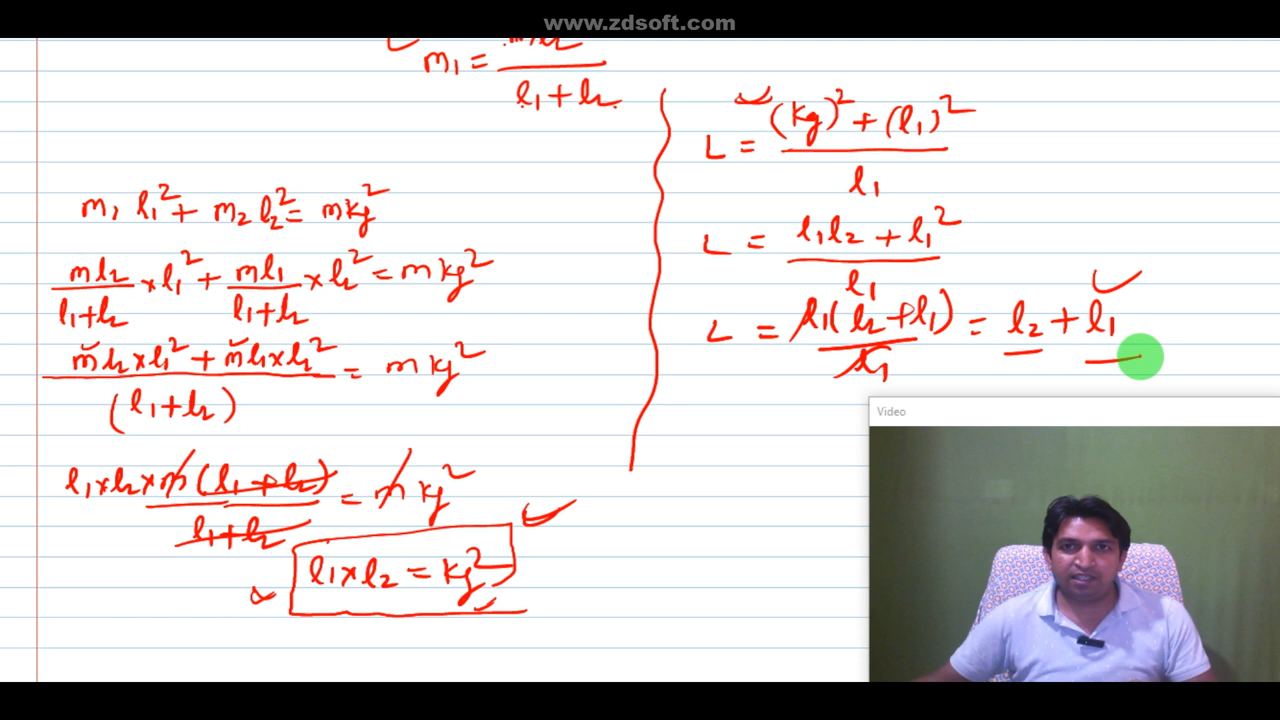 www.zdsoft.com
m₁ =
l₁ + l₂
m₁ l₁² + m₂ l₂² = mkg²
ml₂/(l₁+l₂) × l₁² + ml₁/(l₁+l₂) × l₂² = mkg²
(ml₂ × l₁² + ml₁ × l₂²)/(l₁+l₂) = mkg²
l₁ × l₂ × m(l₁+l₂)/(l₁+l₂) = mkg²
l₁ × l₂ = kg²
L = ((kg)² + (l₁)²)/l₁
L = (l₁l₂ + l₁²)/l₁
L = l₁(l₂ + l₁)/l₁ = l₂ + l₁
Video